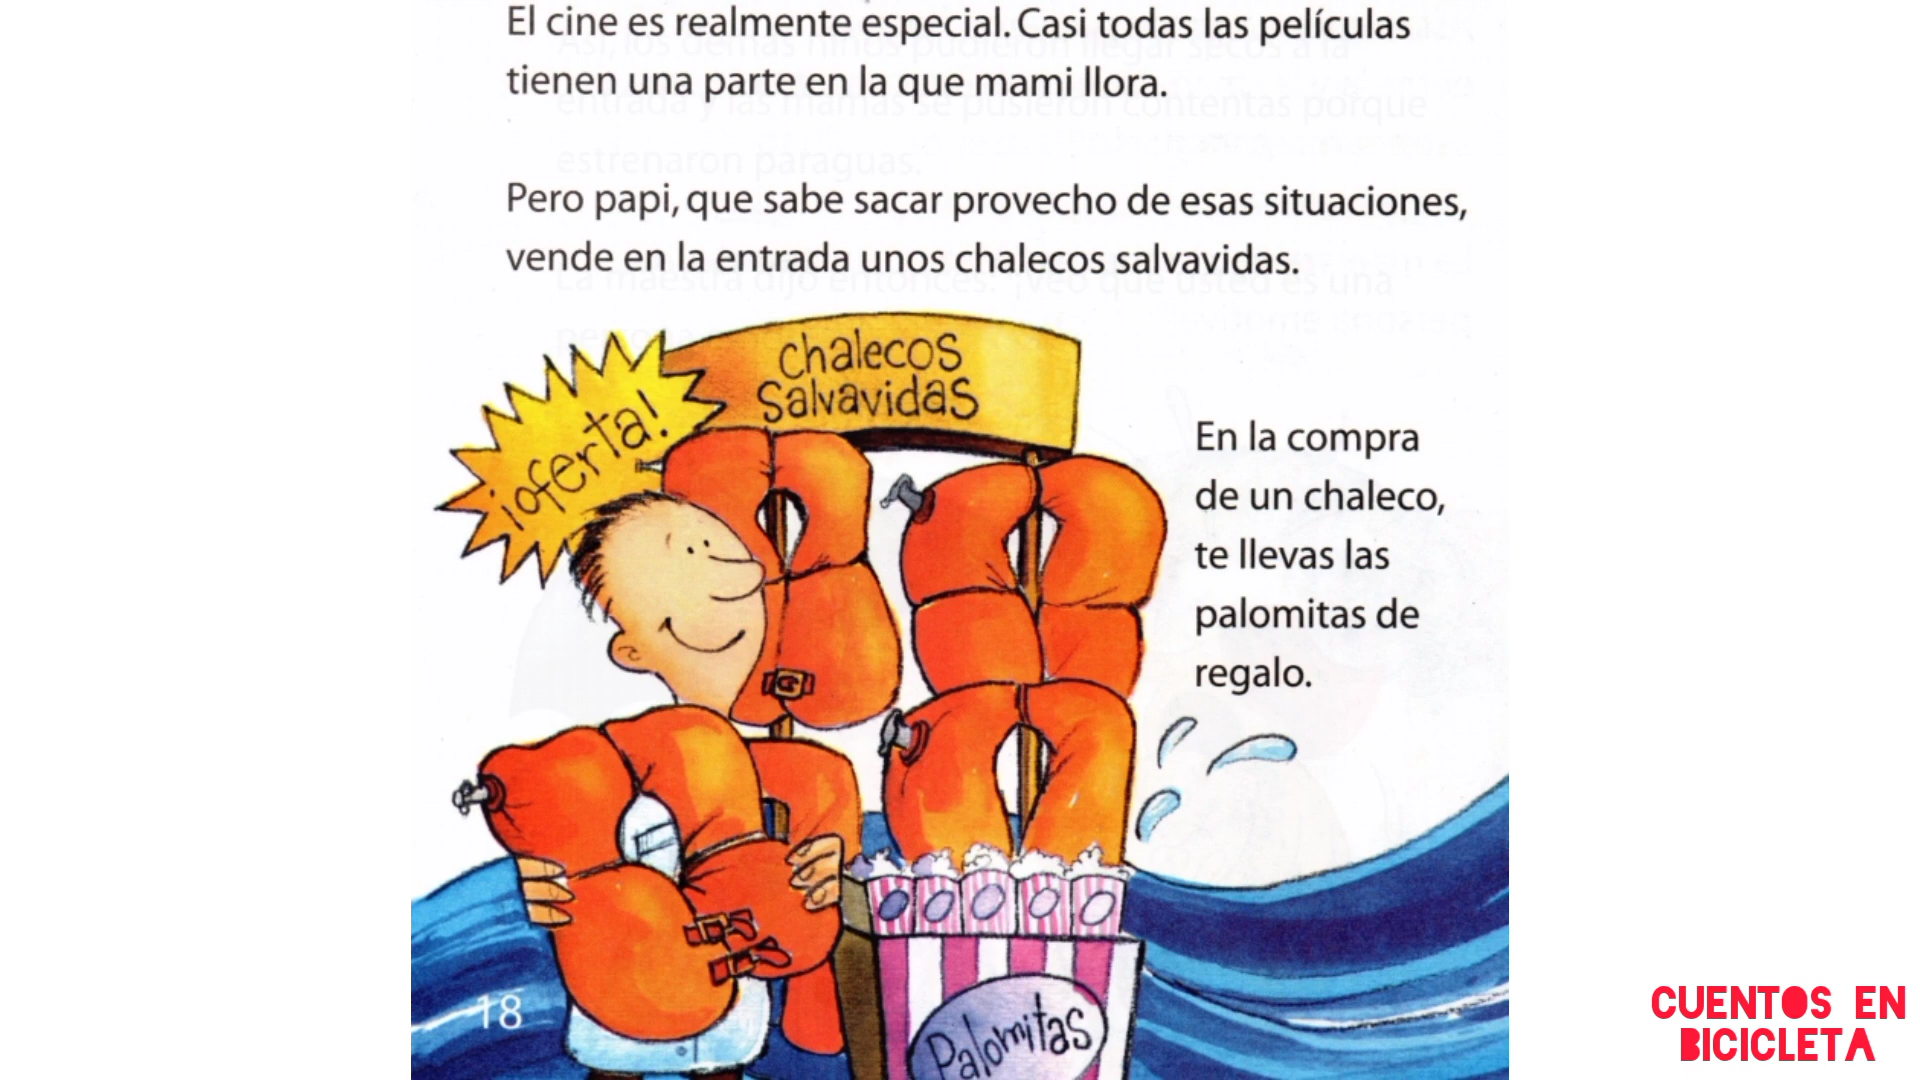 El cine es realmente especial. Casi todas las películas
tienen una parte en la que mami llora.
Pero papi, que sabe sacar provecho de esas situaciones,
vende en la entrada unos chalecos salvavidas.
Chalecos
Salvavidas
¡oferta!
En la compra
de un chaleco,
te llevas las
palomitas de
regalo.
Palomitas
18
CUENTOS EN
BICICLETA